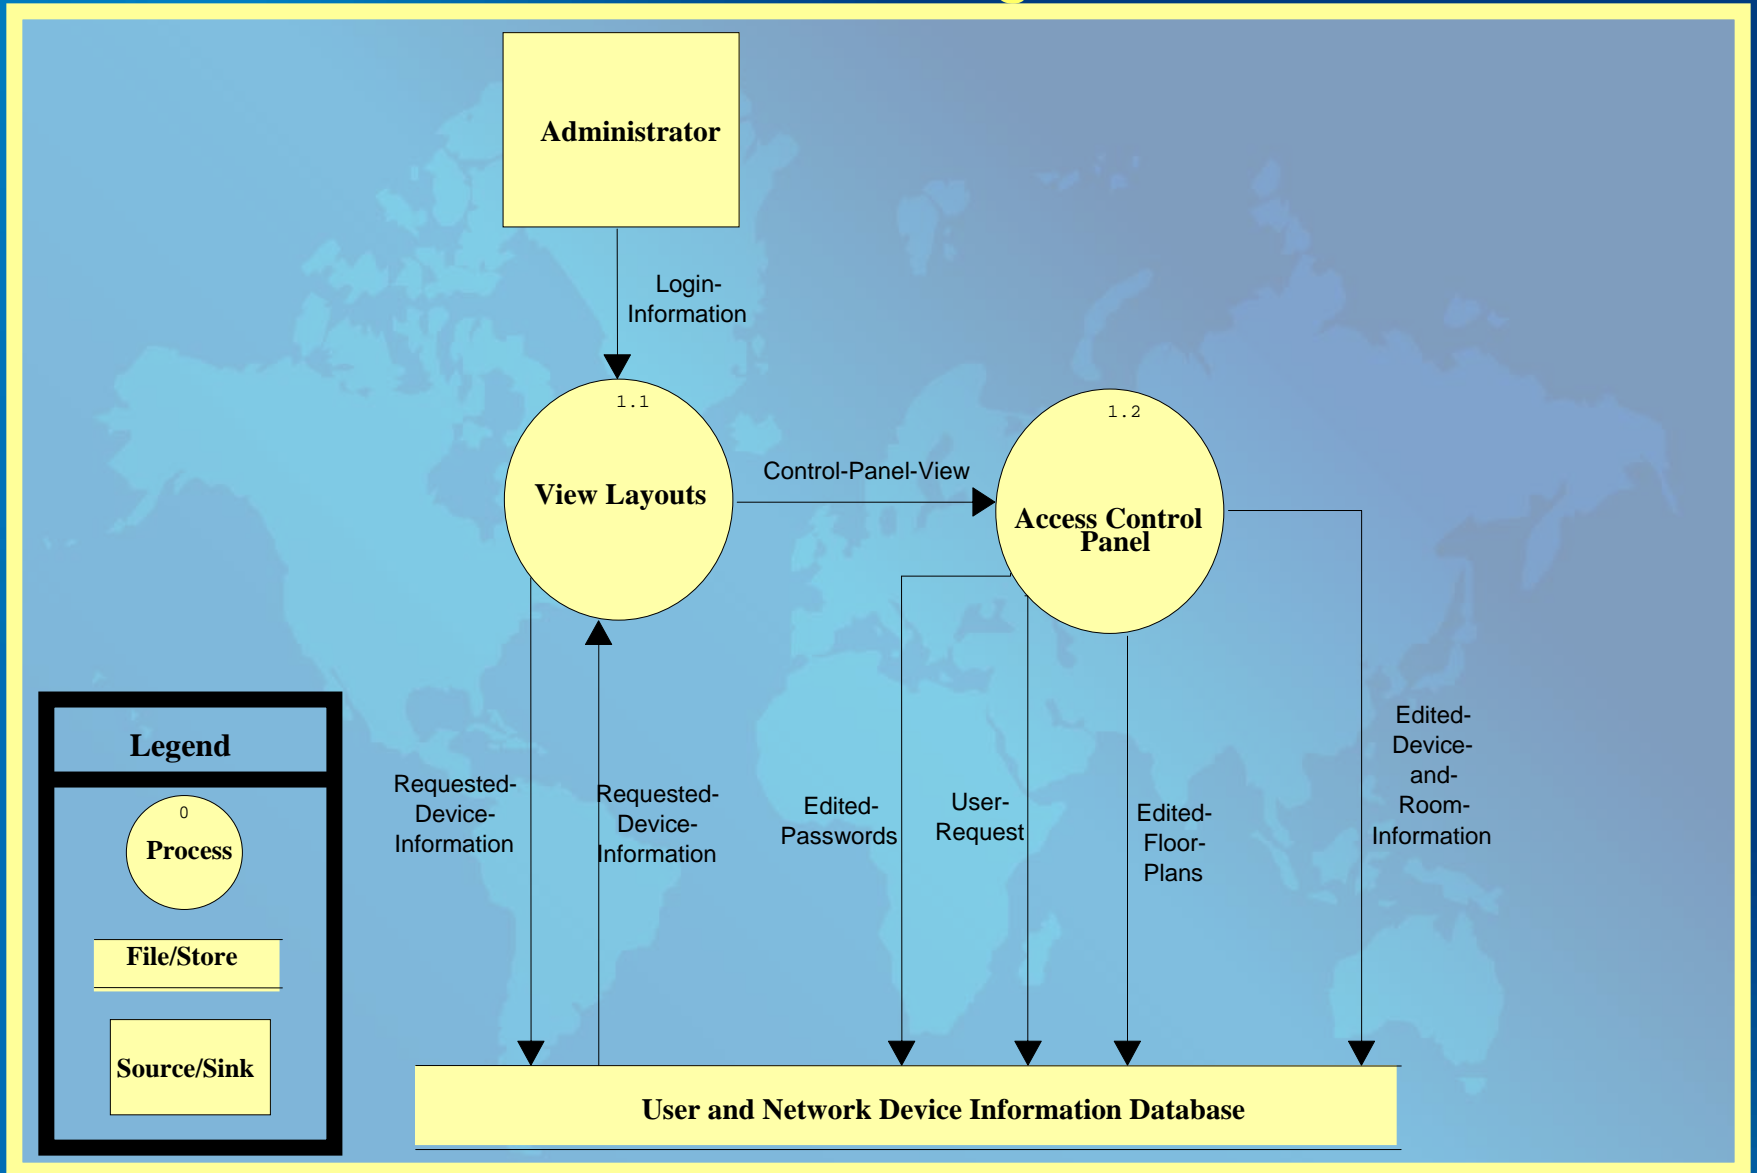 Administrator
Login-
Information
1.1
View Layouts
Control-Panel-View
1.2
Access Control
Panel
Requested-
Device-
Information
Requested-
Device-
Information
Edited-
Passwords
User-
Request
Edited-
Floor-
Plans
Edited-
Device-
and-
Room-
Information
User and Network Device Information Database
Legend
0
Process
File/Store
Source/Sink